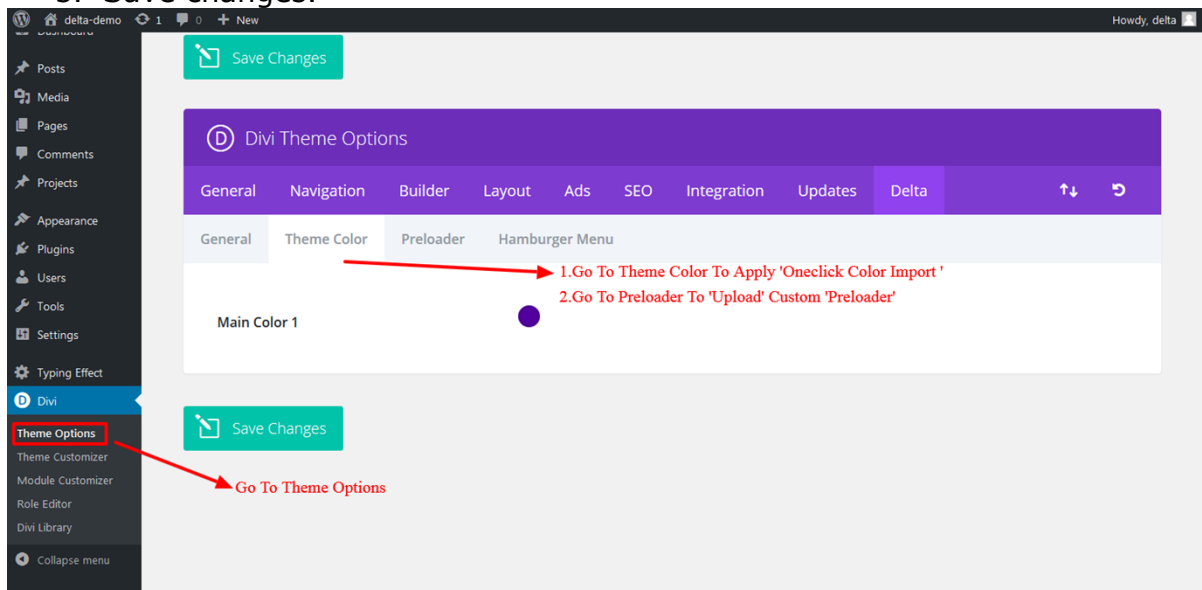 5. Save changes.
delta-demo 1 0 + New Howdy, delta
Dashboard
Posts
Media
Pages
Comments
Projects
Appearance
Plugins
Users
Tools
Settings
Typing Effect
Divi
Theme Options
Theme Customizer
Module Customizer
Role Editor
Divi Library
Collapse menu
Save Changes
D Divi Theme Options
General Navigation Builder Layout Ads SEO Integration Updates Delta
General Theme Color Preloader Hamburger Menu
1.Go To Theme Color To Apply 'Oneclick Color Import '
2.Go To Preloader To 'Upload' Custom 'Preloader'
Main Color 1
Save Changes
Go To Theme Options